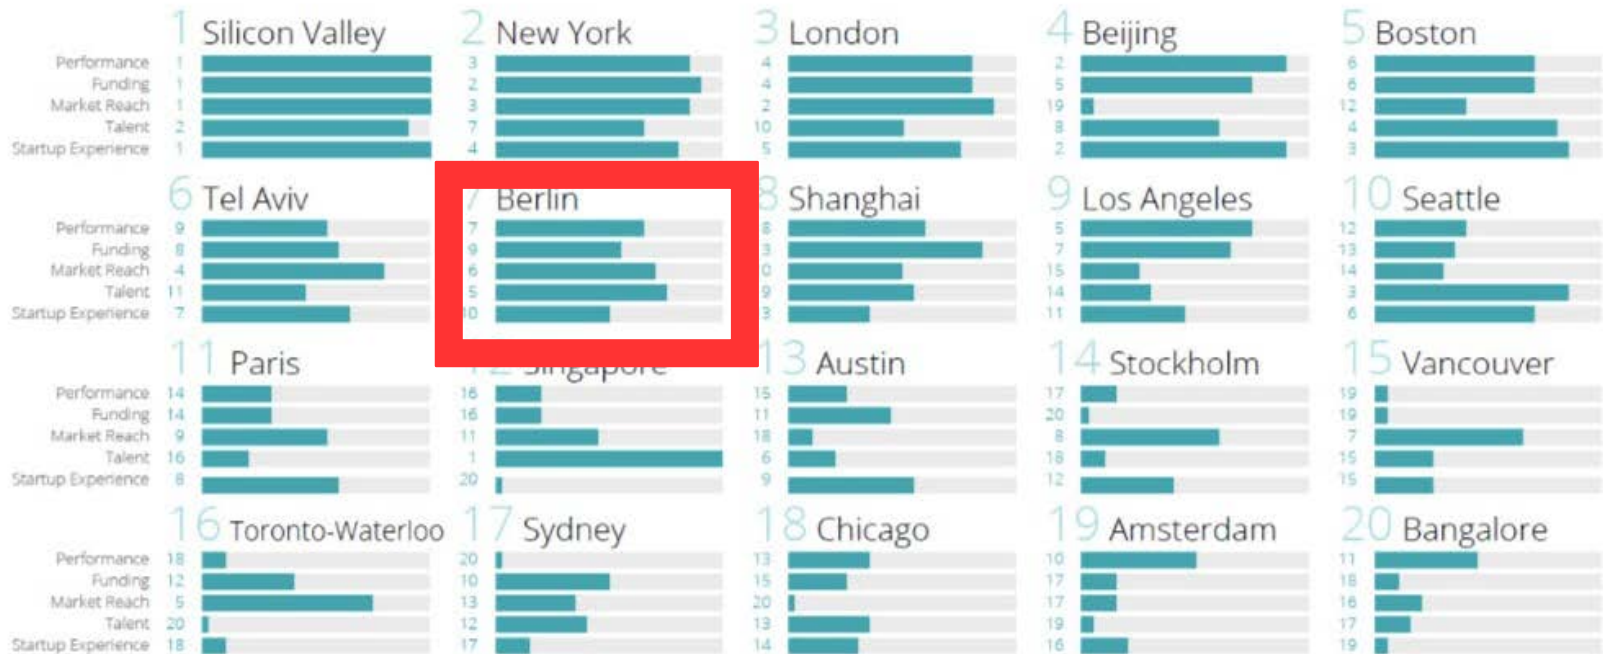 1 Silicon Valley 2 New York 3 London 4 Beijing 5 Boston
Performance 1 3 4 2 6
Funding 1 2 4 5 6
Market Reach 1 3 2 19 12
Talent 2 7 10 8 4
Startup Experience 1 4 5 2 3
6 Tel Aviv 7 Berlin 8 Shanghai 9 Los Angeles 10 Seattle
Performance 9 7 8 5 12
Funding 8 9 3 7 13
Market Reach 4 6 0 15 14
Talent 11 5 9 14 3
Startup Experience 7 10 3 11 6
11 Paris 12 Singapore 13 Austin 14 Stockholm 15 Vancouver
Performance 14 16 15 17 19
Funding 14 16 11 20 19
Market Reach 9 11 18 8 7
Talent 16 1 6 18 15
Startup Experience 8 20 9 12 15
16 Toronto-Waterloo 17 Sydney 18 Chicago 19 Amsterdam 20 Bangalore
Performance 18 20 13 10 11
Funding 12 10 15 17 18
Market Reach 5 13 20 17 16
Talent 20 12 13 19 17
Startup Experience 18 17 14 16 19